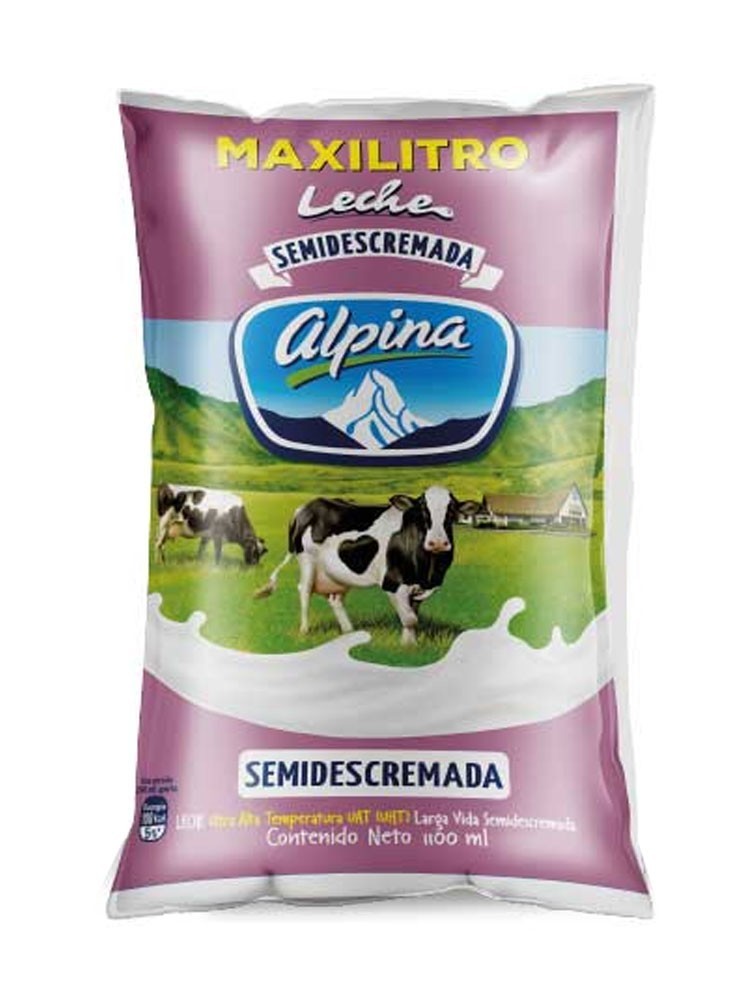 MAXILITRO
Leche
SEMIDESCREMADA
alpina
SEMIDESCREMADA
LECHE Ultra Alta Temperatura UAT (UHT) Larga Vida Semidescremada
Contenido Neto 1100 ml